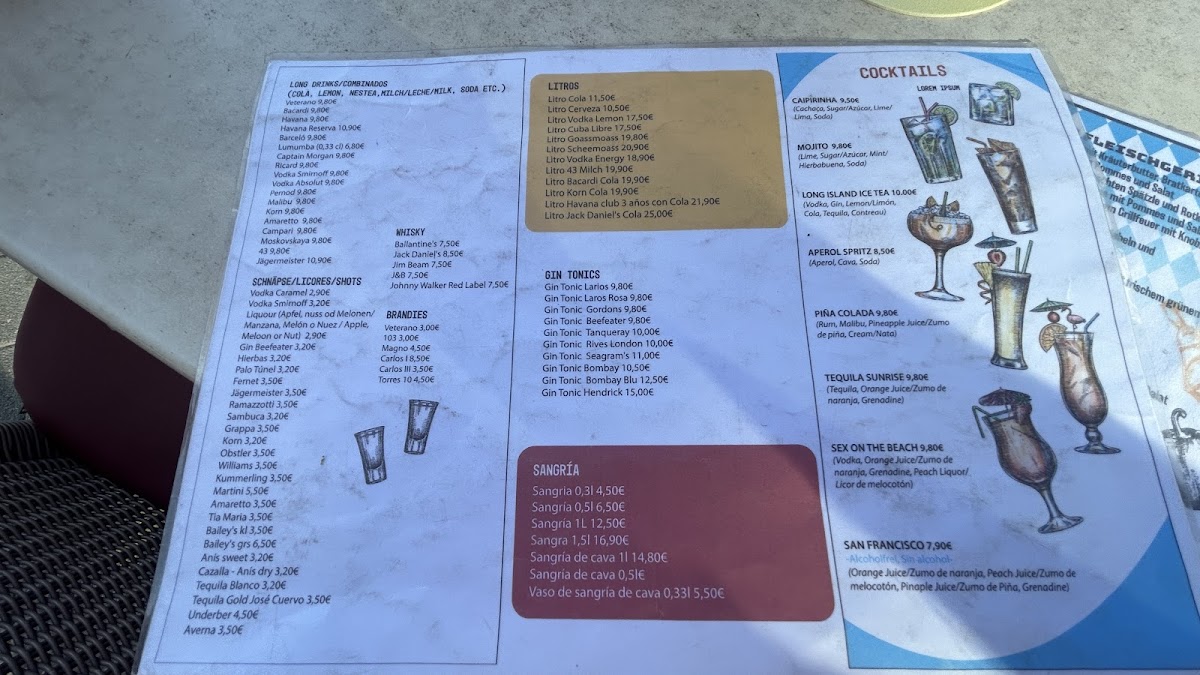 LONG DRINKS/COMBINADOS
(COLA, LEMON, NESTEA,MILCH/LECHE/MILK, SODA ETC.)
Veterano 9,80€
Bacardi 9,80€
Havana 9,80€
Havana Reserva 10,90€
Barceló 9,80€
Lumumba (0,33 cl) 6,80€
Captain Morgan 9,80€
Ricard 9,80€
Vodka Smirnoff 9,80€
Vodka Absolut 9,80€
Pernod 9,80€
Malibu 9,80€
Korn 9,80€
Amaretto 9,80€
Campari 9,80€
Moskovskaya 9,80€
43 9,80€
Jägermeister 10,90€
SCHNÄPSE/LICORES/SHOTS
Vodka Caramel 2,90€
Vodka Smirnoff 3,20€
Liquour (Apfel, nuss od Melonen/
Manzana, Melón o Nuez / Apple,
Meloon or Nut) 2,90€
Gin Beefeater 3,20€
Hierbas 3,20€
Palo Túnel 3,20€
Fernet 3,50€
Jägermeister 3,50€
Ramazzotti 3,50€
Sambuca 3,20€
Grappa 3,50€
Korn 3,20€
Obstler 3,50€
Williams 3,50€
Kummerling 3,50€
Martini 5,50€
Amaretto 3,50€
Tia Maria 3,50€
Bailey's kl 3,50€
Bailey's grs 6,50€
Anís sweet 3,20€
Cazalla - Anís dry 3,20€
Tequila Blanco 3,20€
Tequila Gold José Cuervo 3,50€
Underber 4,50€
Averna 3,50€
WHISKY
Ballantine's 7,50€
Jack Daniel's 8,50€
Jim Beam 7,50€
J&B 7,50€
Johnny Walker Red Label 7,50€
BRANDIES
Veterano 3,00€
103 3,00€
Magno 4,50€
Carlos I 8,50€
Carlos III 3,50€
Torres 10 4,50€
LITROS
Litro Cola 11,50€
Litro Cerveza 10,50€
Litro Vodka Lemon 17,50€
Litro Cuba Libre 17,50€
Litro Goassmoass 19,80€
Litro Scheemoass 20,90€
Litro Vodka Energy 18,90€
Litro 43 Milch 19,90€
Litro Bacardi Cola 19,90€
Litro Korn Cola 19,90€
Litro Havana club 3 años con Cola 21,90€
Litro Jack Daniel's Cola 25,00€
GIN TONICS
Gin Tonic Larios 9,80€
Gin Tonic Laros Rosa 9,80€
Gin Tonic Gordons 9,80€
Gin Tonic Beefeater 9,80€
Gin Tonic Tanqueray 10,00€
Gin Tonic Rives London 10,00€
Gin Tonic Seagram's 11,00€
Gin Tonic Bombay 10,50€
Gin Tonic Bombay Blu 12,50€
Gin Tonic Hendrick 15,00€
SANGRÍA
Sangria 0,3l 4,50€
Sangria 0,5l 6,50€
Sangria 1L 12,50€
Sangra 1,5l 16,90€
Sangría de cava 1l 14,80€
Sangría de cava 0,5l€
Vaso de sangría de cava 0,33l 5,50€
COCKTAILS
LOREM IPSUM
CAIPIRINHA 9,50€
(Cachaça, Sugar/Azúcar, Lime/
Lima, Soda)
MOJITO 9,80€
(Lime, Sugar/Azúcar, Mint/
Hierbabuena, Soda)
LONG ISLAND ICE TEA 10.00€
(Vodka, Gin, Lemon/Limón,
Cola, Tequila, Contreau)
APEROL SPRITZ 8,50€
(Aperol, Cava, Soda)
PIÑA COLADA 9,80€
(Rum, Malibu, Pineapple Juice/Zumo
de piña, Cream/Nata)
TEQUILA SUNRISE 9,80€
(Tequila, Orange Juice/Zumo de
naranja, Grenadine)
SEX ON THE BEACH 9,80€
(Vodka, Orange Juice/Zumo de
naranja, Grenadine, Peach Liquor/
Licor de melocotón)
SAN FRANCISCO 7,90€
-Alcoholfrei, Sin alcohol-
(Orange Juice/Zumo de naranja, Peach Juice/Zumo de
melocotón, Pinaple Juice/Zumo de Piña, Grenadine)
FLEISCHGERI
Kräuterbutter, Bratkart
ommes und Salat
chten Spätzle und Rot
mit Pommes und Sala
n Grillfeuer mit Knob
eln und
frischem grünem
alat